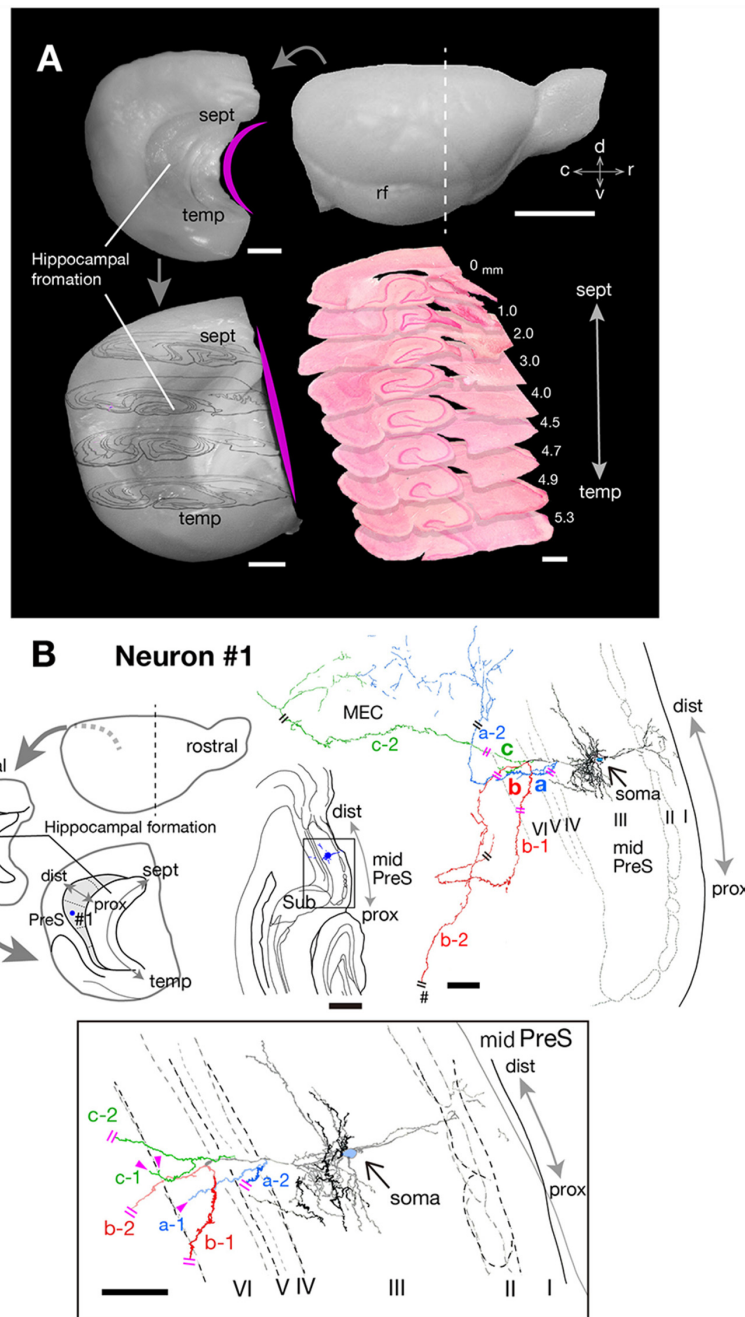 A
sept
temp
rf
d
c
r
v
Hippocampal
fromation
sept
temp
0 mm
1.0
2.0
3.0
4.0
4.5
4.7
4.9
5.3
sept
temp
B
Neuron #1
rostral
al
Hippocampal formation
dist
prox
sept
PreS
#1
temp
dist
mid
PreS
prox
Sub
MEC
c-2
a-2
c
b
a
soma
b-1
b-2
#
VI
V
IV
III
II
I
mid
PreS
dist
prox
mid PreS
dist
prox
c-2
c-1
b-2
a-1
a-2
b-1
soma
VI
V
IV
III
II
I